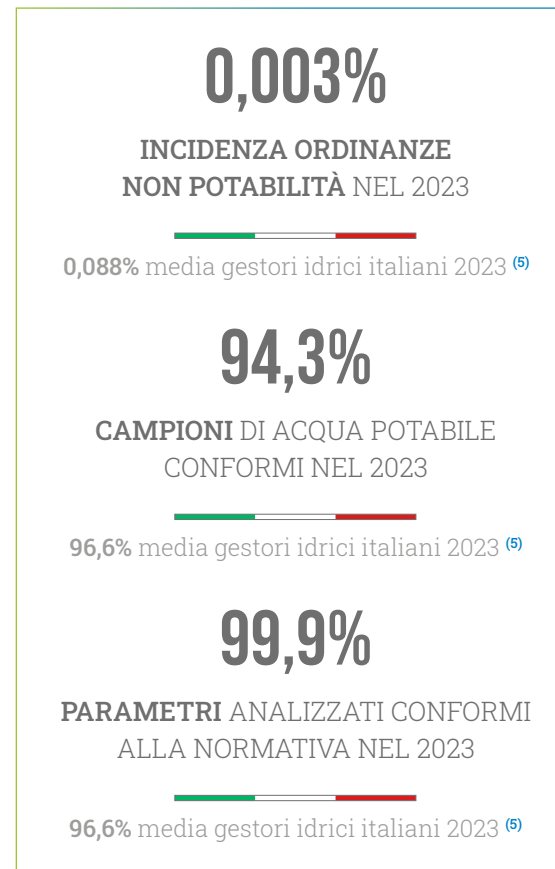 0,003%
INCIDENZA ORDINANZE
NON POTABILITÀ NEL 2023
0,088% media gestori idrici italiani 2023 (5)
94,3%
CAMPIONI DI ACQUA POTABILE
CONFORMI NEL 2023
96,6% media gestori idrici italiani 2023 (5)
99,9%
PARAMETRI ANALIZZATI CONFORMI
ALLA NORMATIVA NEL 2023
96,6% media gestori idrici italiani 2023 (5)